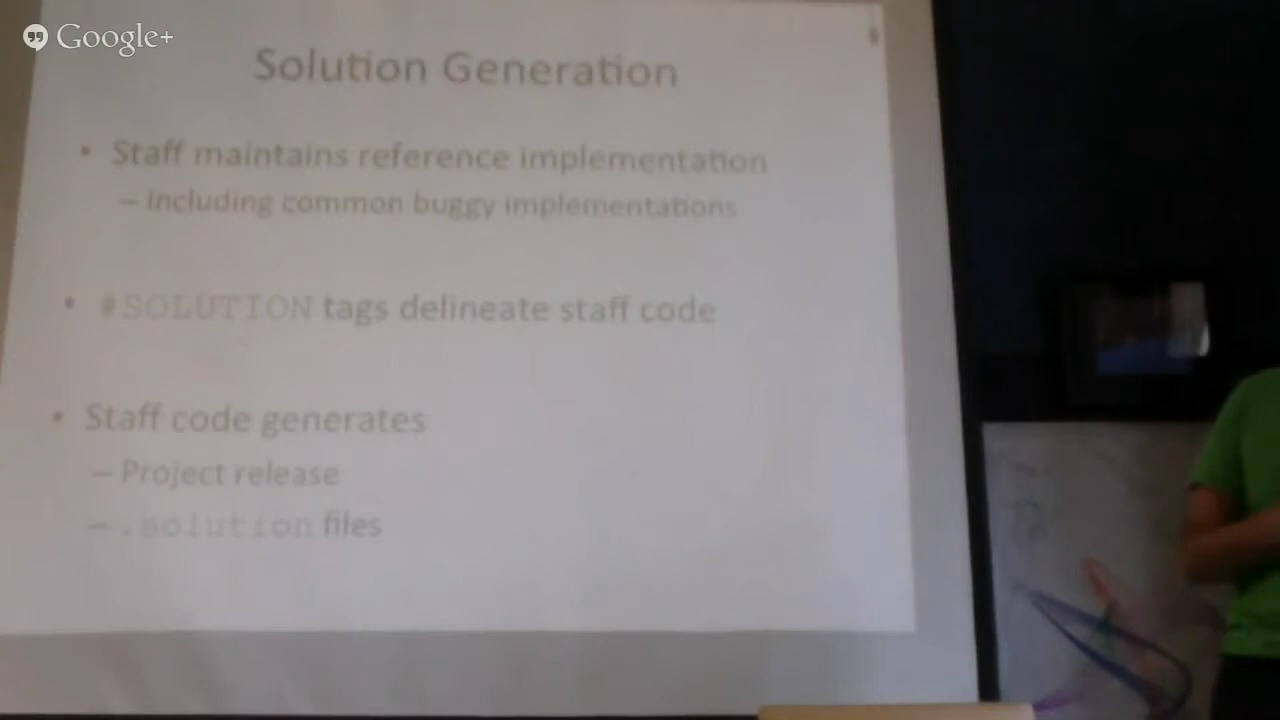 Google+
Solution Generation
• Staff maintains reference implementation
– Including common buggy implementations
• #SOLUTION tags delineate staff code
• Staff code generates
– Project release
– .solution files